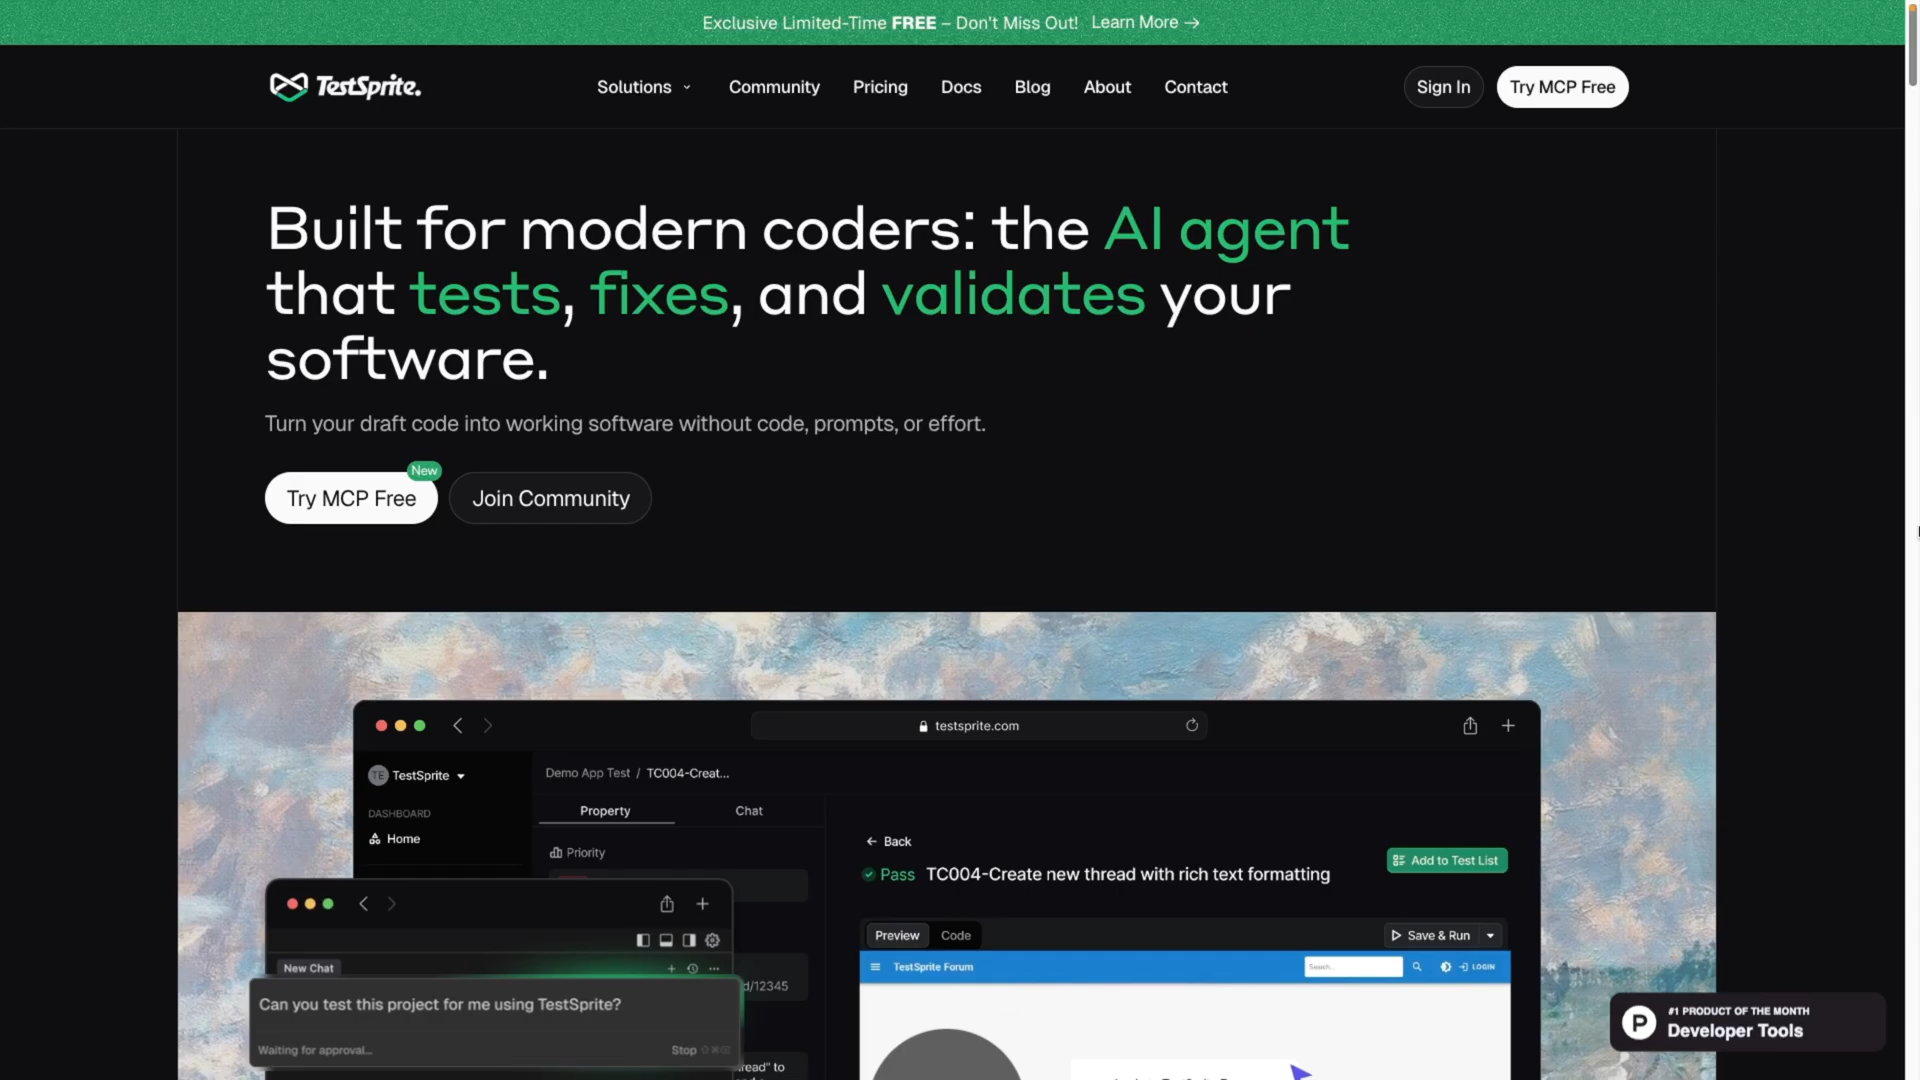 Exclusive Limited-Time FREE – Don't Miss Out! Learn More →
TestSprite.
Solutions Community Pricing Docs Blog About Contact
Sign In
Try MCP Free
Built for modern coders: the AI agent
that tests, fixes, and validates your
software.
Turn your draft code into working software without code, prompts, or effort.
New
Try MCP Free
Join Community
testsprite.com
TE TestSprite
Demo App Test / TC004-Creat...
DASHBOARD
Home
Property Chat
Priority
Back
Pass TC004-Create new thread with rich text formatting
Add to Test List
Preview Code
Save & Run
TestSprite Forum
Search...
LOGIN
New Chat
d/12345
Can you test this project for me using TestSprite?
Waiting for approval...
Stop
read" to
P
#1 PRODUCT OF THE MONTH
Developer Tools